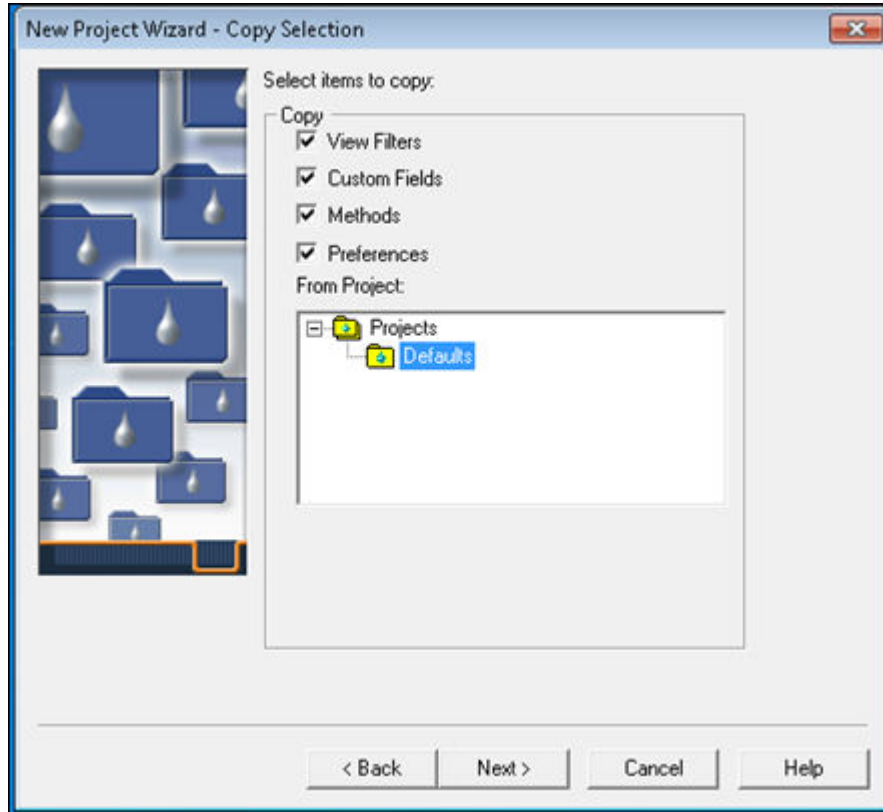 New Project Wizard - Copy Selection
Select items to copy:
Copy
View Filters
Custom Fields
Methods
Preferences
From Project:
Projects
Defaults
< Back Next > Cancel Help